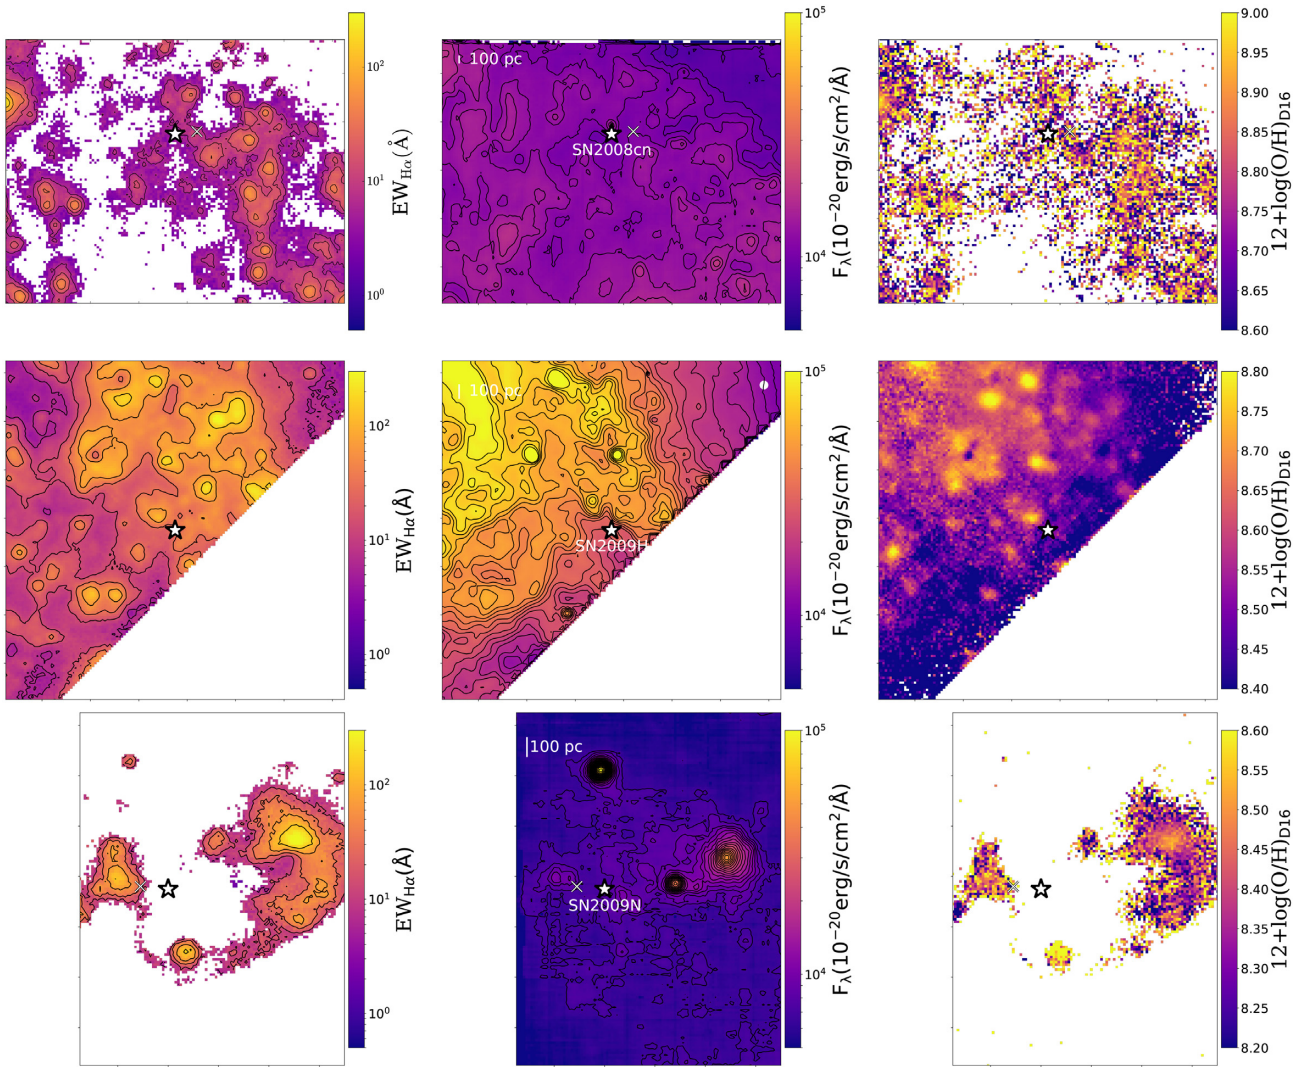 10²
10¹
10⁰
EW_Hα(Å)
100 pc
SN2008cn
10⁵
10⁴
F_λ(10⁻²⁰erg/s/cm²/Å)
9.00
8.95
8.90
8.85
8.80
8.75
8.70
8.65
8.60
12+log(O/H)_D16
10²
10¹
10⁰
EW_Hα(Å)
100 pc
SN2009H
10⁵
10⁴
F_λ(10⁻²⁰erg/s/cm²/Å)
8.80
8.75
8.70
8.65
8.60
8.55
8.50
8.45
8.40
12+log(O/H)_D16
10²
10¹
10⁰
EW_Hα(Å)
100 pc
SN2009N
10⁵
10⁴
F_λ(10⁻²⁰erg/s/cm²/Å)
8.60
8.55
8.50
8.45
8.40
8.35
8.30
8.25
8.20
12+log(O/H)_D16